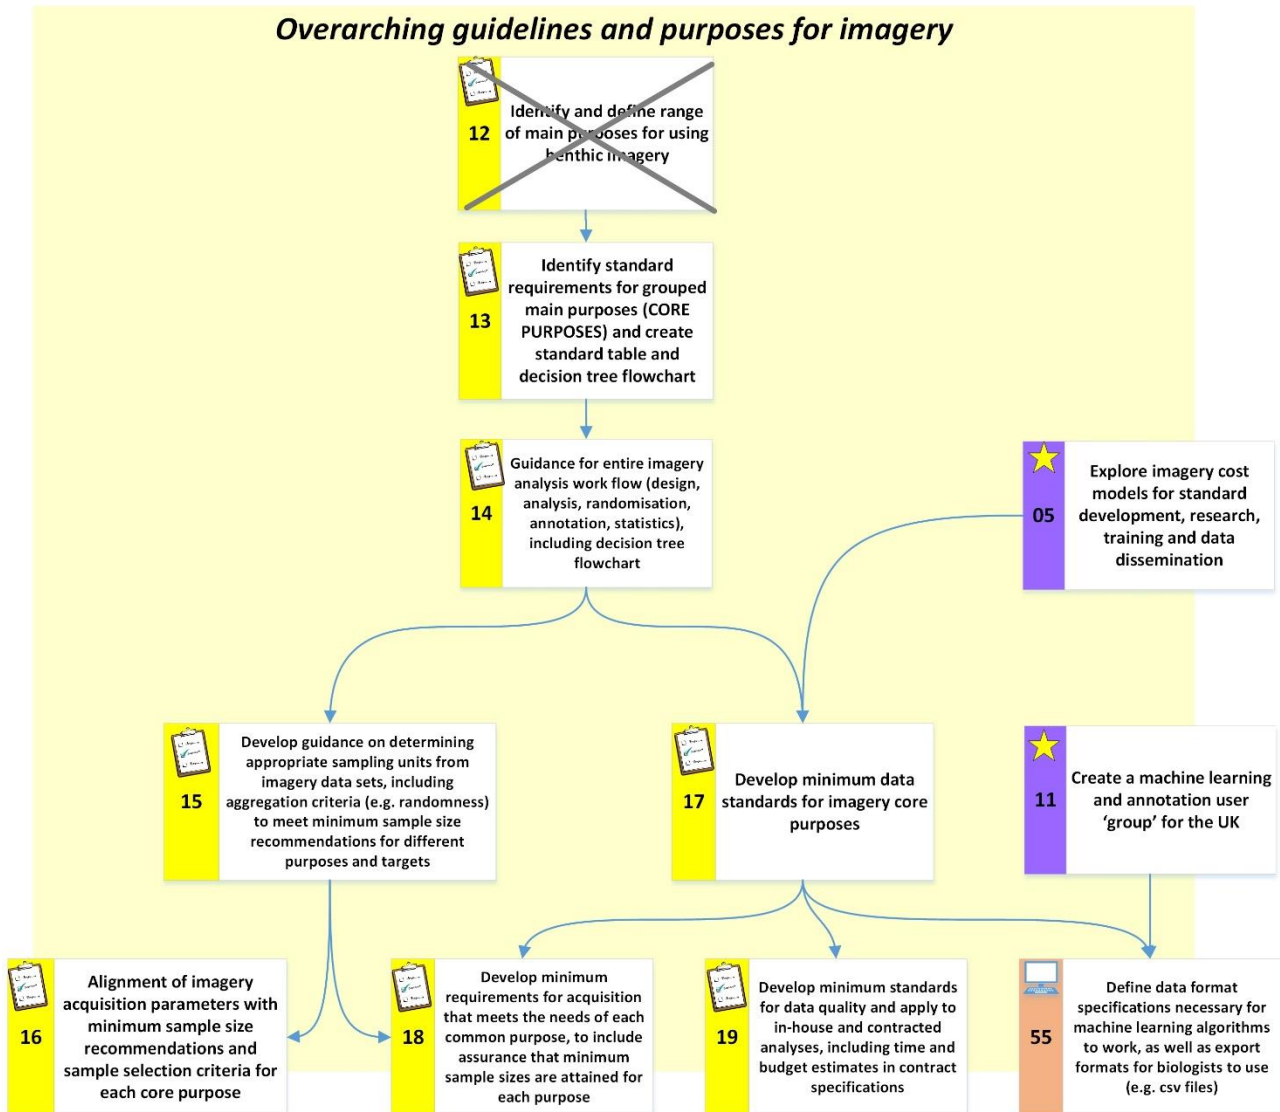 Overarching guidelines and purposes for imagery
12
Identify and define range
of main purposes for using
benthic imagery
13
Identify standard
requirements for grouped
main purposes (CORE
PURPOSES) and create
standard table and
decision tree flowchart
14
Guidance for entire imagery
analysis work flow (design,
analysis, randomisation,
annotation, statistics),
including decision tree
flowchart
05
Explore imagery cost
models for standard
development, research,
training and data
dissemination
15
Develop guidance on determining
appropriate sampling units from
imagery data sets, including
aggregation criteria (e.g. randomness)
to meet minimum sample size
recommendations for different
purposes and targets
17
Develop minimum data
standards for imagery core
purposes
11
Create a machine learning
and annotation user
‘group’ for the UK
16
Alignment of imagery
acquisition parameters with
minimum sample size
recommendations and
sample selection criteria for
each core purpose
18
Develop minimum
requirements for acquisition
that meets the needs of each
common purpose, to include
assurance that minimum
sample sizes are attained for
each purpose
19
Develop minimum standards
for data quality and apply to
in-house and contracted
analyses, including time and
budget estimates in contract
specifications
55
Define data format
specifications necessary for
machine learning algorithms
to work, as well as export
formats for biologists to use
(e.g. csv files)